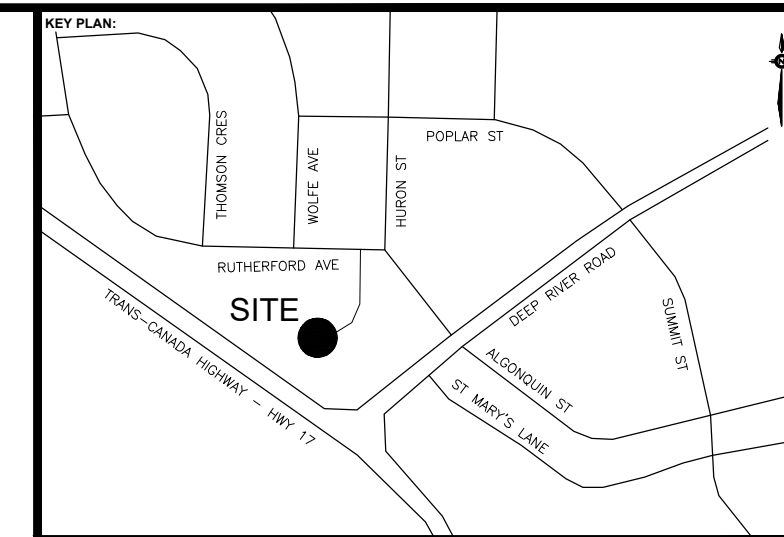 KEY PLAN:
N
THOMSON CRES
WOLFE AVE
HURON ST
POPLAR ST
RUTHERFORD AVE
SITE
TRANS-CANADA HIGHWAY - HWY 17
DEEP RIVER ROAD
ALGONQUIN ST
ST MARY'S LANE
SUMMIT ST